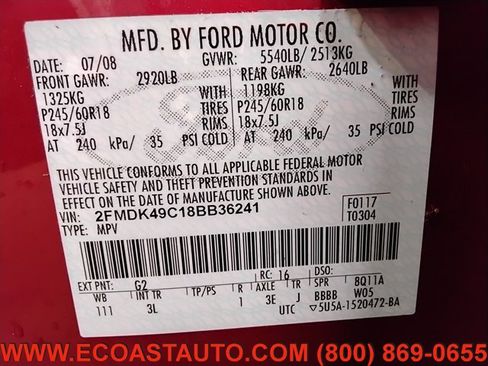 MFD. BY FORD MOTOR CO.
DATE: 07/08 GVWR: 5540LB/ 2513KG
FRONT GAWR: 2920LB REAR GAWR: 2640LB
1325KG WITH 1198KG WITH
P245/60R18 TIRES P245/60R18 TIRES
18x7.5J RIMS 18x7.5J RIMS
AT 240 kPa/ 35 PSI COLD AT 240 kPa/ 35 PSI COLD
Ford
THIS VEHICLE CONFORMS TO ALL APPLICABLE FEDERAL MOTOR
VEHICLE SAFETY AND THEFT PREVENTION STANDARDS IN EFFECT ON THE
DATE OF MANUFACTURE SHOWN ABOVE.
VIN: 2FMDK49C18BB36241 F0117
TYPE: MPV T0304
EXT PNT: G2 RC: 16 DSO:
WB INT TR TP/PS R AXLE TR SPR 8Q11A
111 3L 1 3E J BBBB W05
UTC ▽5U5A-1520472-BA
WWW.ECOASTAUTO.COM (800) 869-0655